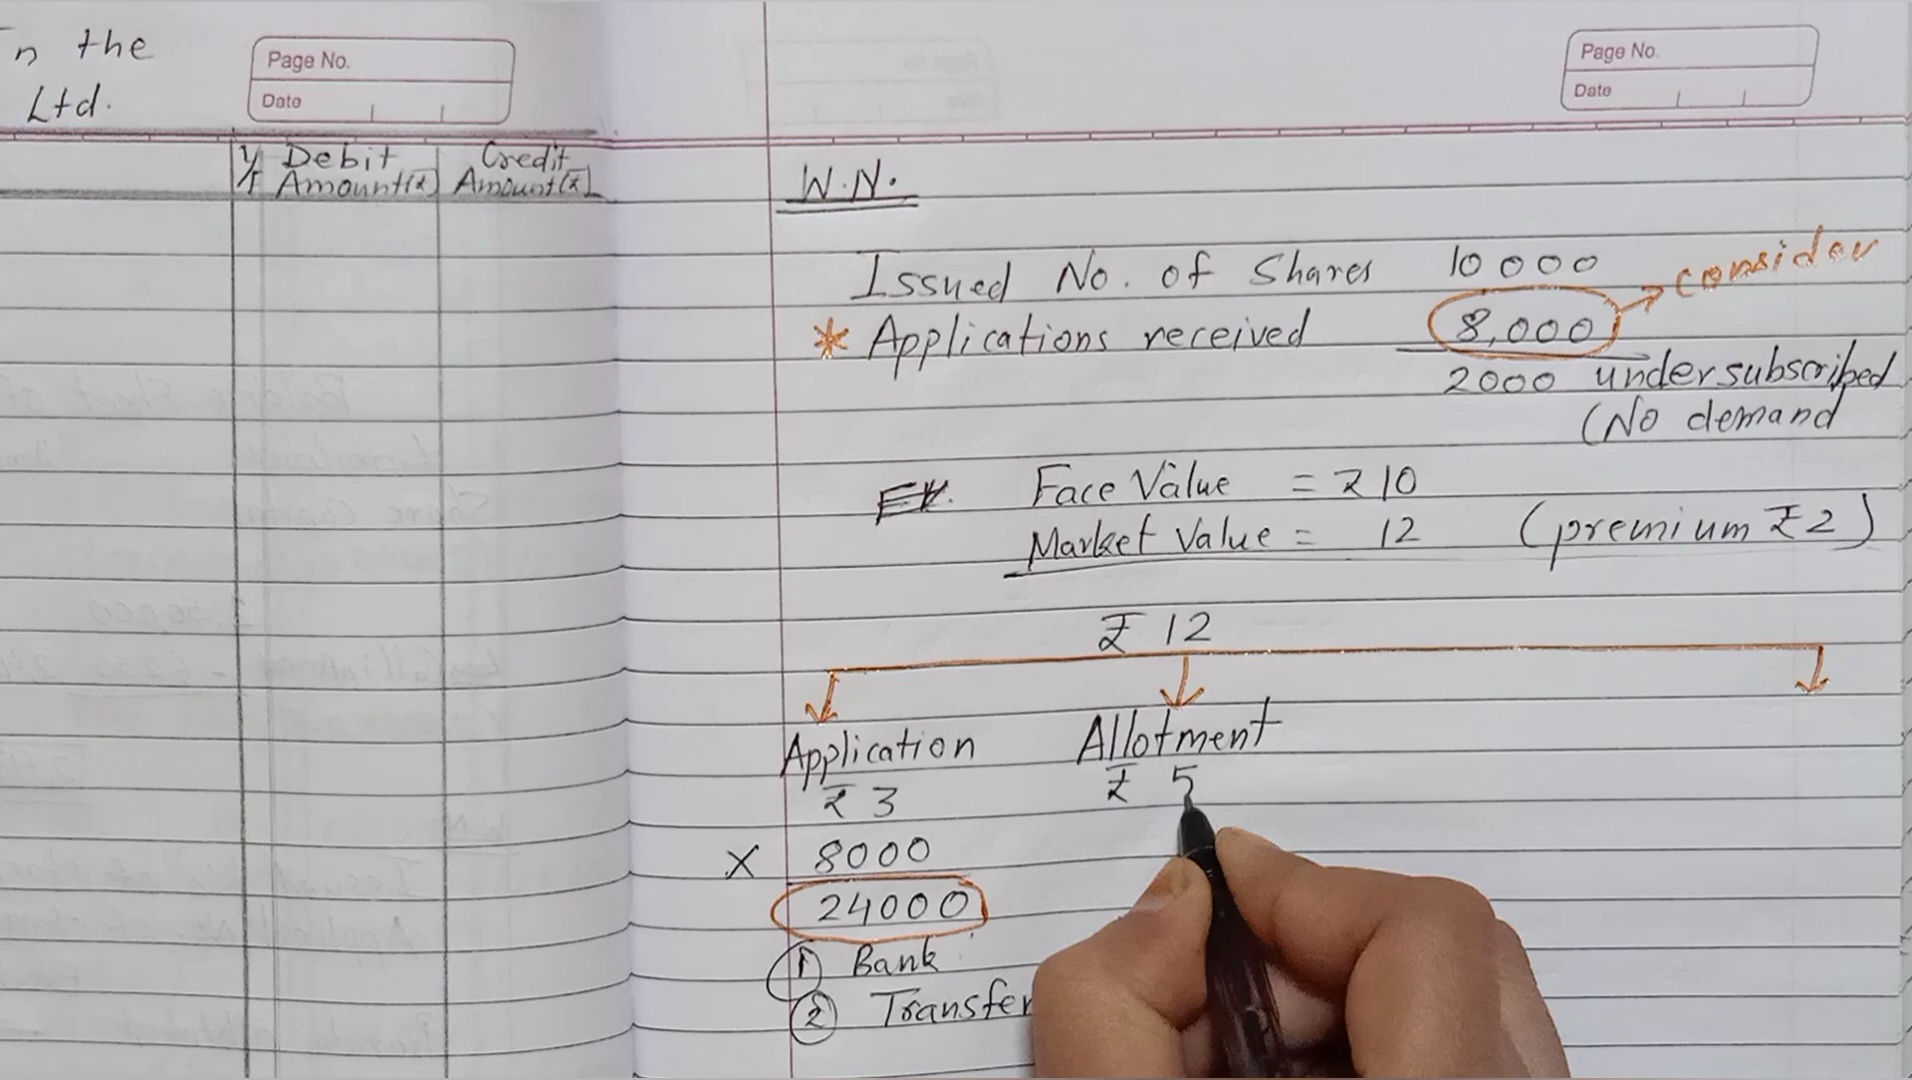 In the
Ltd.
Page No.
Date
Debit Amount(₹)
Credit Amount(₹)
Page No.
Date
W.N.
Issued No. of Shares 10000
* Applications received 8,000 → consider
2000 undersubscribed
(No demand
Ex. Face Value = ₹ 10
Market Value = 12 (premium ₹2)
₹ 12
Application Allotment
₹ 3 ₹ 5
X 8000
24000
① Bank
② Transfer